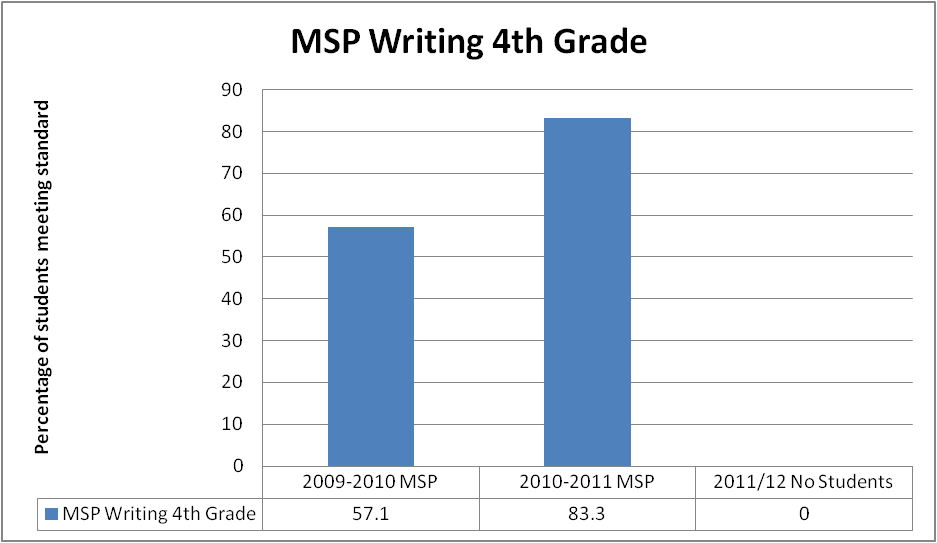 MSP Writing 4th Grade
Percentage of students meeting standard
90
80
70
60
50
40
30
20
10
0
2009-2010 MSP 2010-2011 MSP 2011/12 No Students
MSP Writing 4th Grade 57.1 83.3 0